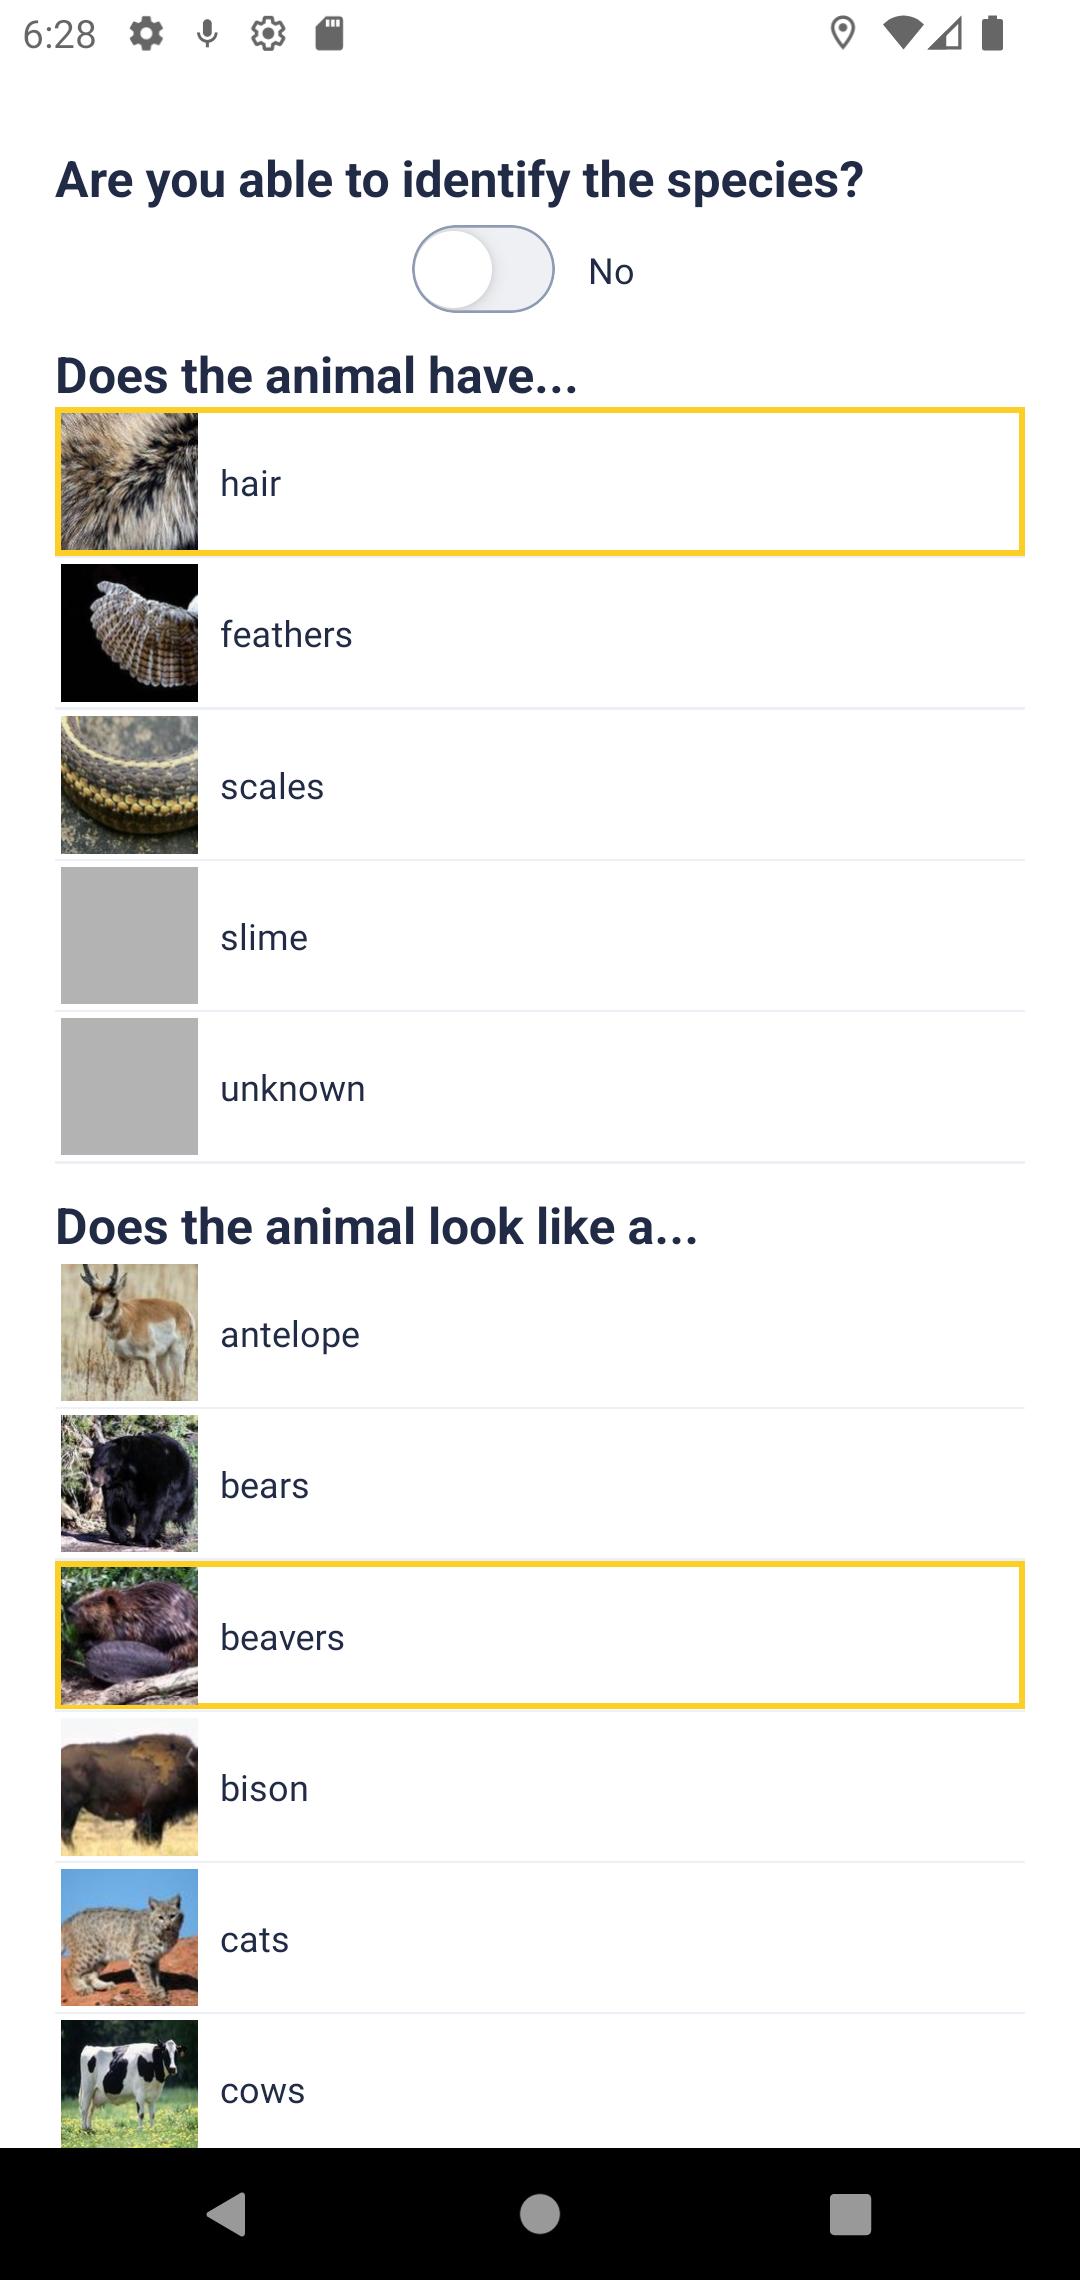 6:28
Are you able to identify the species?
No
Does the animal have...
hair
feathers
scales
slime
unknown
Does the animal look like a...
antelope
bears
beavers
bison
cats
cows